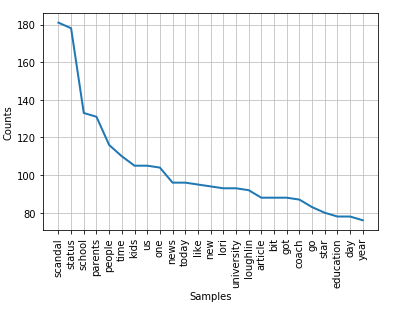 180
160
140
120
100
80
Counts
scandal
status
school
parents
people
time
kids
us
one
news
today
like
new
lori
university
loughlin
article
bit
got
coach
go
star
education
day
year
Samples